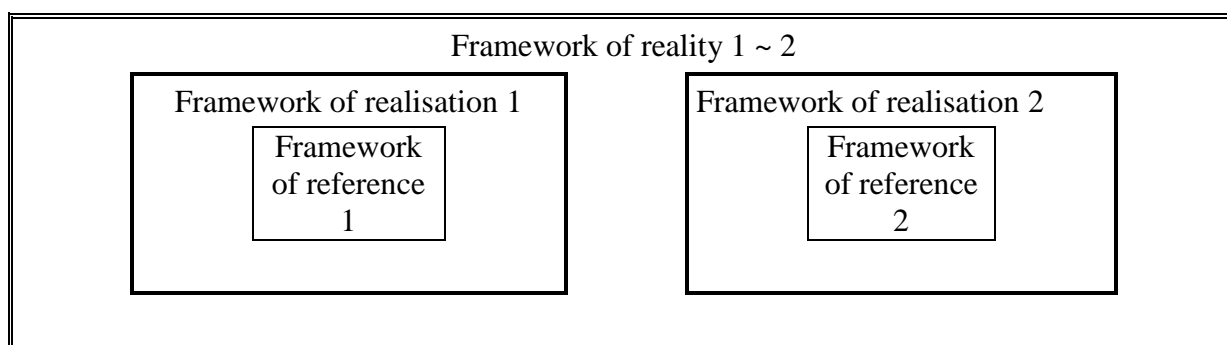 Framework of reality 1 ~ 2
Framework of realisation 1
Framework
of reference
1
Framework of realisation 2
Framework
of reference
2